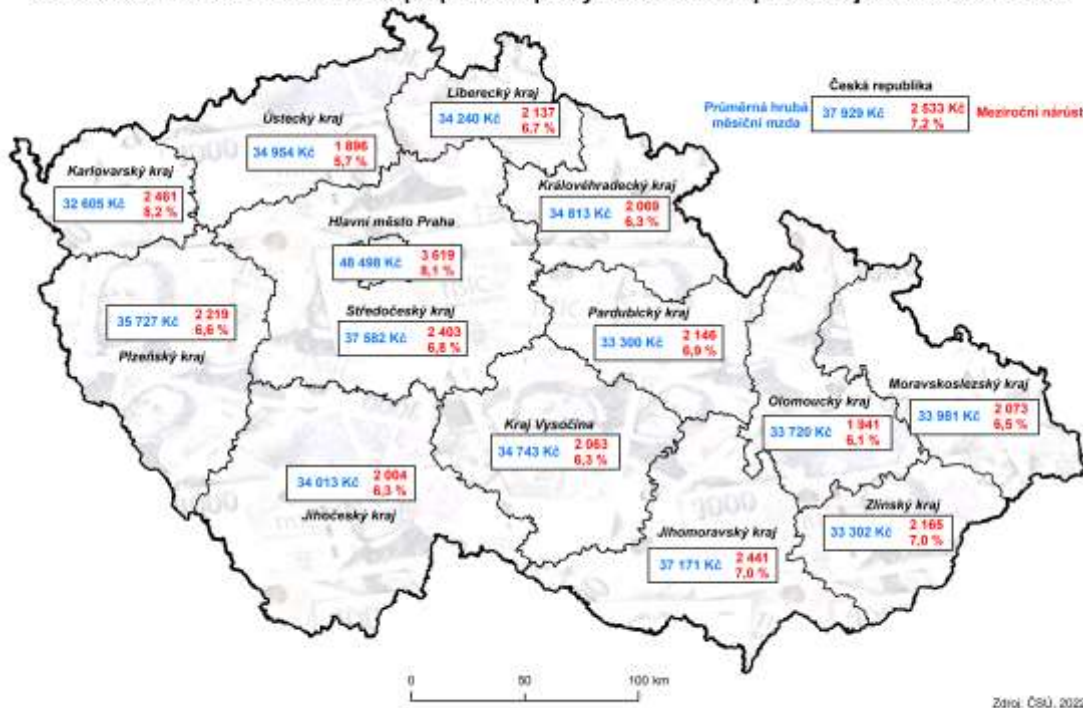 Liberecký kraj
34 240 Kč 2 137
6,7 %
Česká republika
Průměrná hrubá
měsíční mzda
37 929 Kč 2 533 Kč
7,2 %
Meziroční nárůst
Ústecký kraj
34 954 Kč 1 896
5,7 %
Karlovarský kraj
32 605 Kč 2 461
8,2 %
Královéhradecký kraj
34 813 Kč 2 069
6,3 %
Hlavní město Praha
48 498 Kč 3 619
8,1 %
Středočeský kraj
37 582 Kč 2 403
6,8 %
35 727 Kč 2 219
6,6 %
Plzeňský kraj
Pardubický kraj
33 300 Kč 2 146
6,9 %
Moravskoslezský kraj
33 981 Kč 2 073
6,5 %
Olomoucký kraj
33 720 Kč 1 941
6,1 %
Kraj Vysočina
34 743 Kč 2 063
6,3 %
34 013 Kč 2 004
6,3 %
Jihočeský kraj
Zlínský kraj
33 302 Kč 2 165
7,0 %
Jihomoravský kraj
37 171 Kč 2 441
7,0 %
0 50 100 km
Zdroj: ČSÚ, 2022